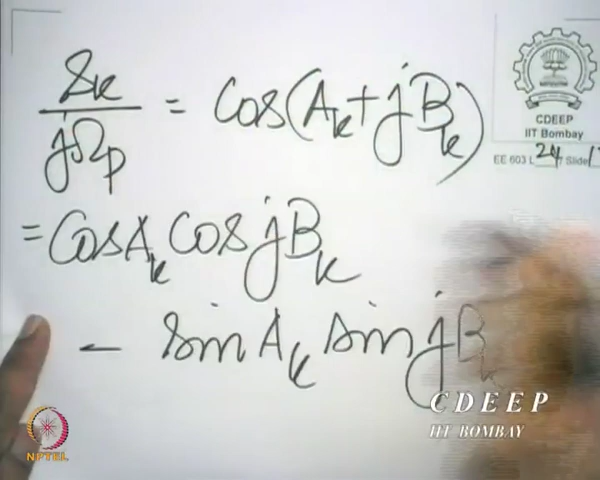 S_k / jΩ_p = Cos(A_k + jB_k)
= Cos A_k Cos jB_k
− Sin A_k Sin jB_k
CDEEP
IIT Bombay
EE 603 L 24 / Slide 1
CDEEP
IIT BOMBAY
NPTEL